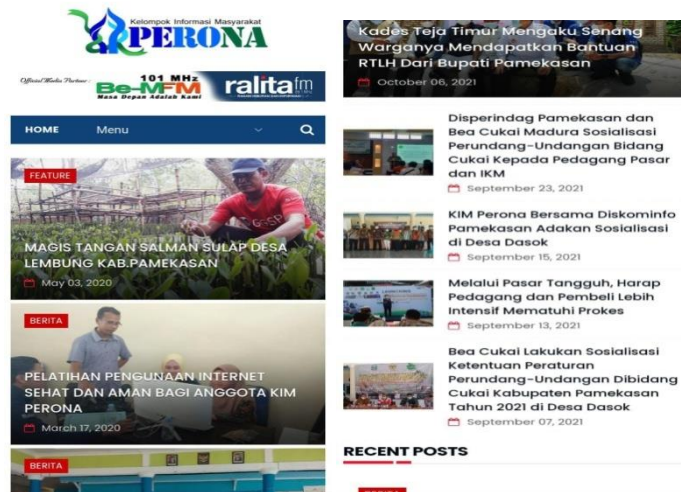 Kelompok Informasi Masyarakat
PERONA
Official Media Partner :
101 MHz
Be-MFM
Masa Depan Adalah Kami
ralita fm
HOME
Menu
FEATURE
MAGIS TANGAN SALMAN SULAP DESA
LEMBUNG KAB.PAMEKASAN
May 03, 2020
BERITA
PELATIHAN PENGUNAAN INTERNET
SEHAT DAN AMAN BAGI ANGGOTA KIM
PERONA
March 17, 2020
BERITA
Kades Teja Timur Mengaku Senang
Warganya Mendapatkan Bantuan
RTLH Dari Bupati Pamekasan
October 06, 2021
Disperindag Pamekasan dan
Bea Cukai Madura Sosialisasi
Perundang-Undangan Bidang
Cukai Kepada Pedagang Pasar
dan IKM
September 23, 2021
KIM Perona Bersama Diskominfo
Pamekasan Adakan Sosialisasi
di Desa Dasok
September 15, 2021
Melalui Pasar Tangguh, Harap
Pedagang dan Pembeli Lebih
Intensif Mematuhi Prokes
September 13, 2021
Bea Cukai Lakukan Sosialisasi
Ketentuan Peraturan
Perundang-Undangan Dibidang
Cukai Kabupaten Pamekasan
Tahun 2021 di Desa Dasok
September 07, 2021
RECENT POSTS